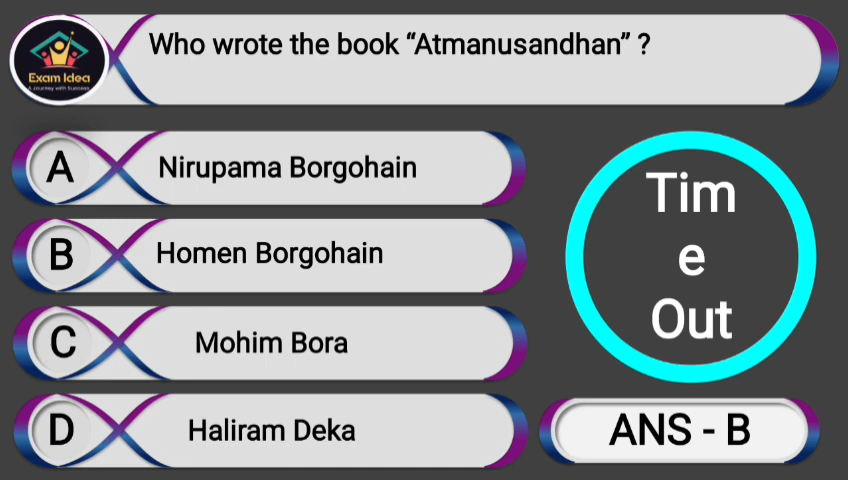 Who wrote the book “Atmanusandhan” ?
Exam Idea
A Journey with Success
A
Nirupama Borgohain
B
Homen Borgohain
C
Mohim Bora
D
Haliram Deka
Tim
e
Out
ANS - B